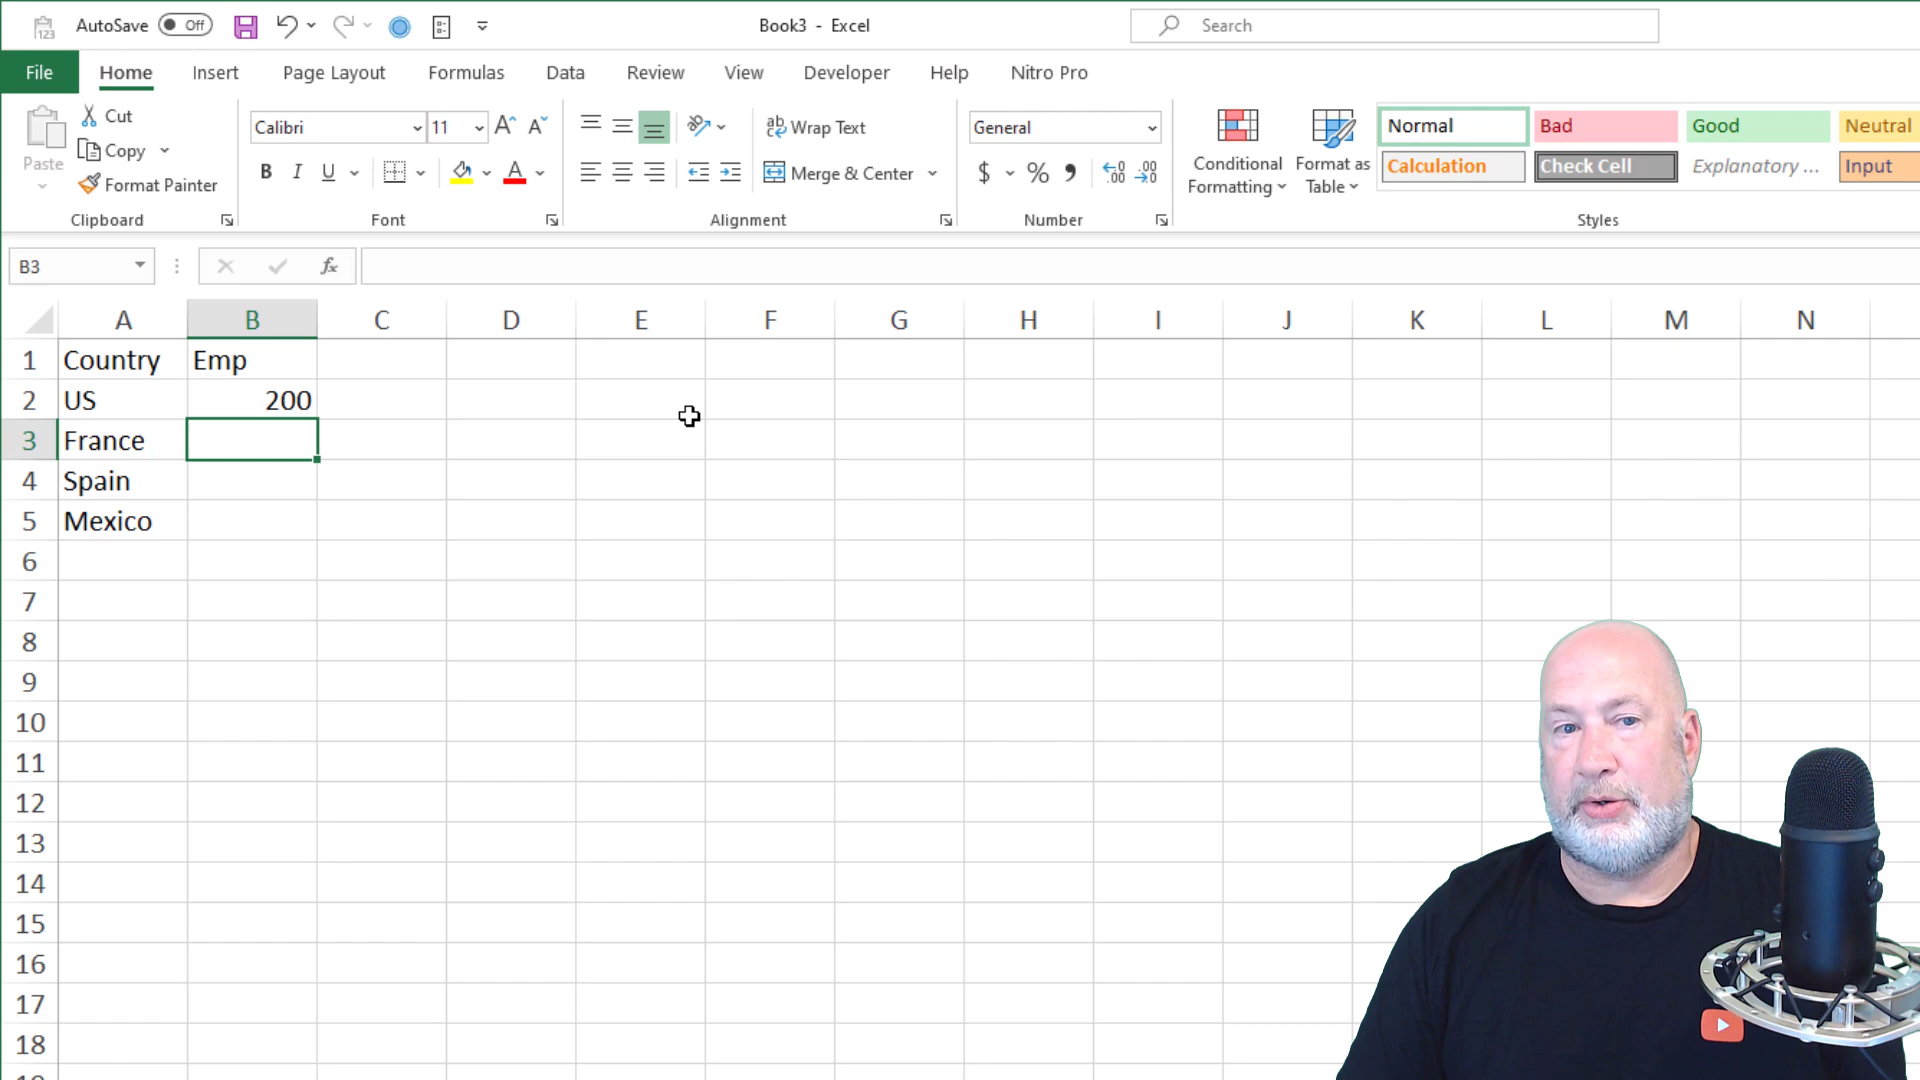 AutoSave Off
Book3 - Excel
Search
File Home Insert Page Layout Formulas Data Review View Developer Help Nitro Pro
Paste
Cut
Copy
Format Painter
Clipboard
Calibri 11
B I U
Font
Wrap Text
Merge & Center
Alignment
General
$ % ,
Number
Conditional
Formatting
Format as
Table
Normal Bad Good Neutral
Calculation Check Cell Explanatory ... Input
Styles
B3 fx
A B C D E F G H I J K L M N
1 Country Emp
2 US 200
3 France
4 Spain
5 Mexico
6
7
8
9
10
11
12
13
14
15
16
17
18